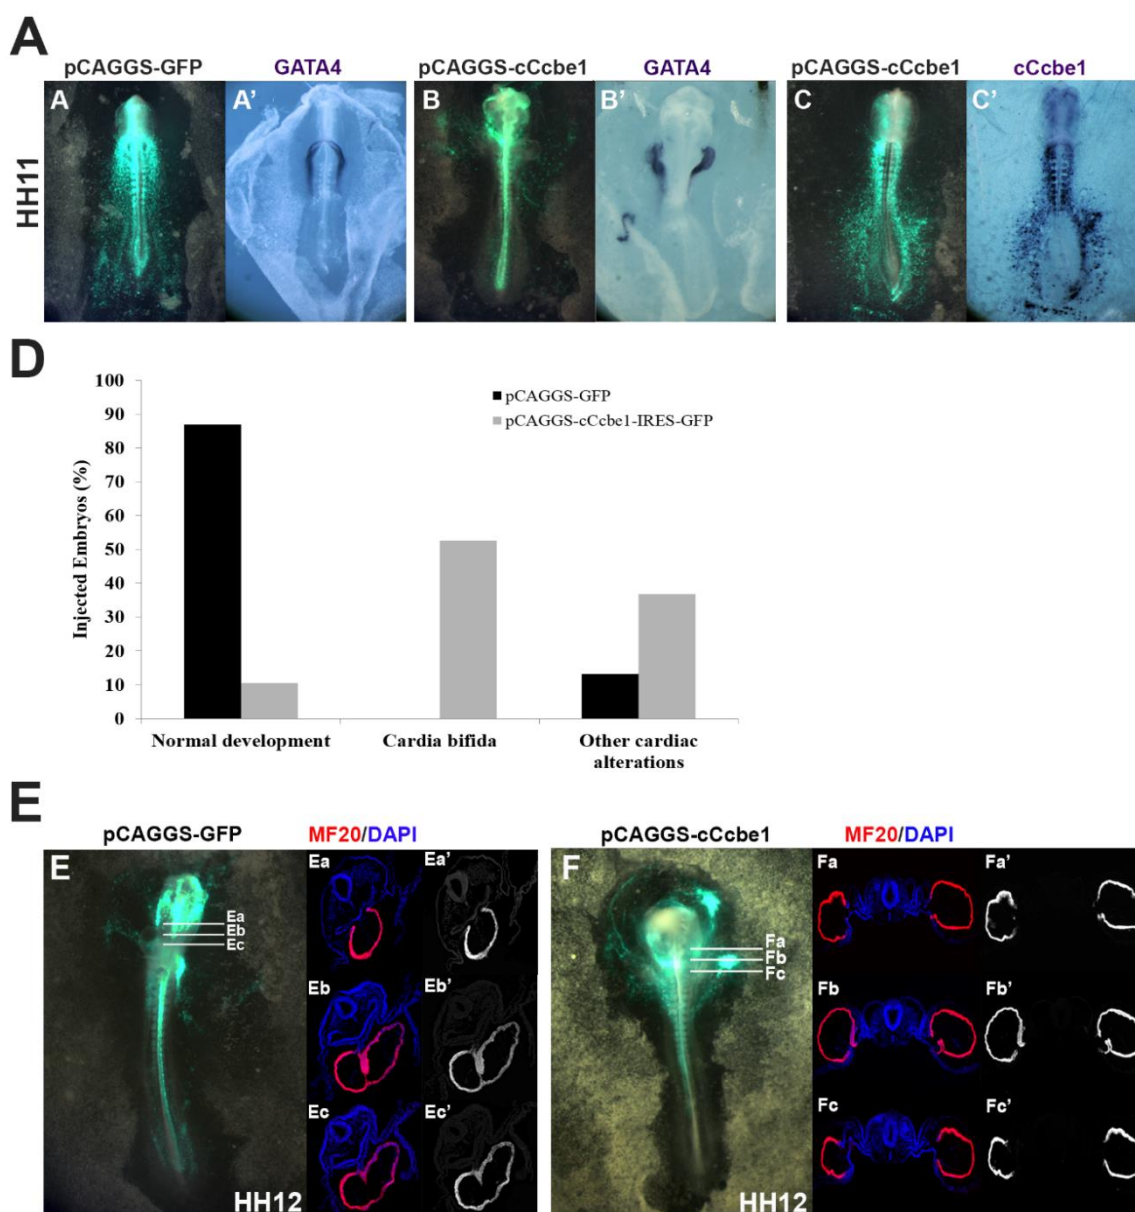 A
pCAGGS-GFP GATA4 pCAGGS-cCcbe1 GATA4 pCAGGS-cCcbe1 cCcbe1
A A' B B' C C'
HH11
D
100
90
80
70
60
50
40
30
20
10
0
Injected Embryos (%)
pCAGGS-GFP
pCAGGS-cCcbe1-IRES-GFP
Normal development Cardia bifida Other cardiac
alterations
E
pCAGGS-GFP MF20/DAPI pCAGGS-cCcbe1 MF20/DAPI
E Ea Ea' F Fa Fa'
Ea
Eb
Ec
Fa
Fb
Fc
Eb Eb' Fb Fb'
Ec Ec' Fc Fc'
HH12 HH12